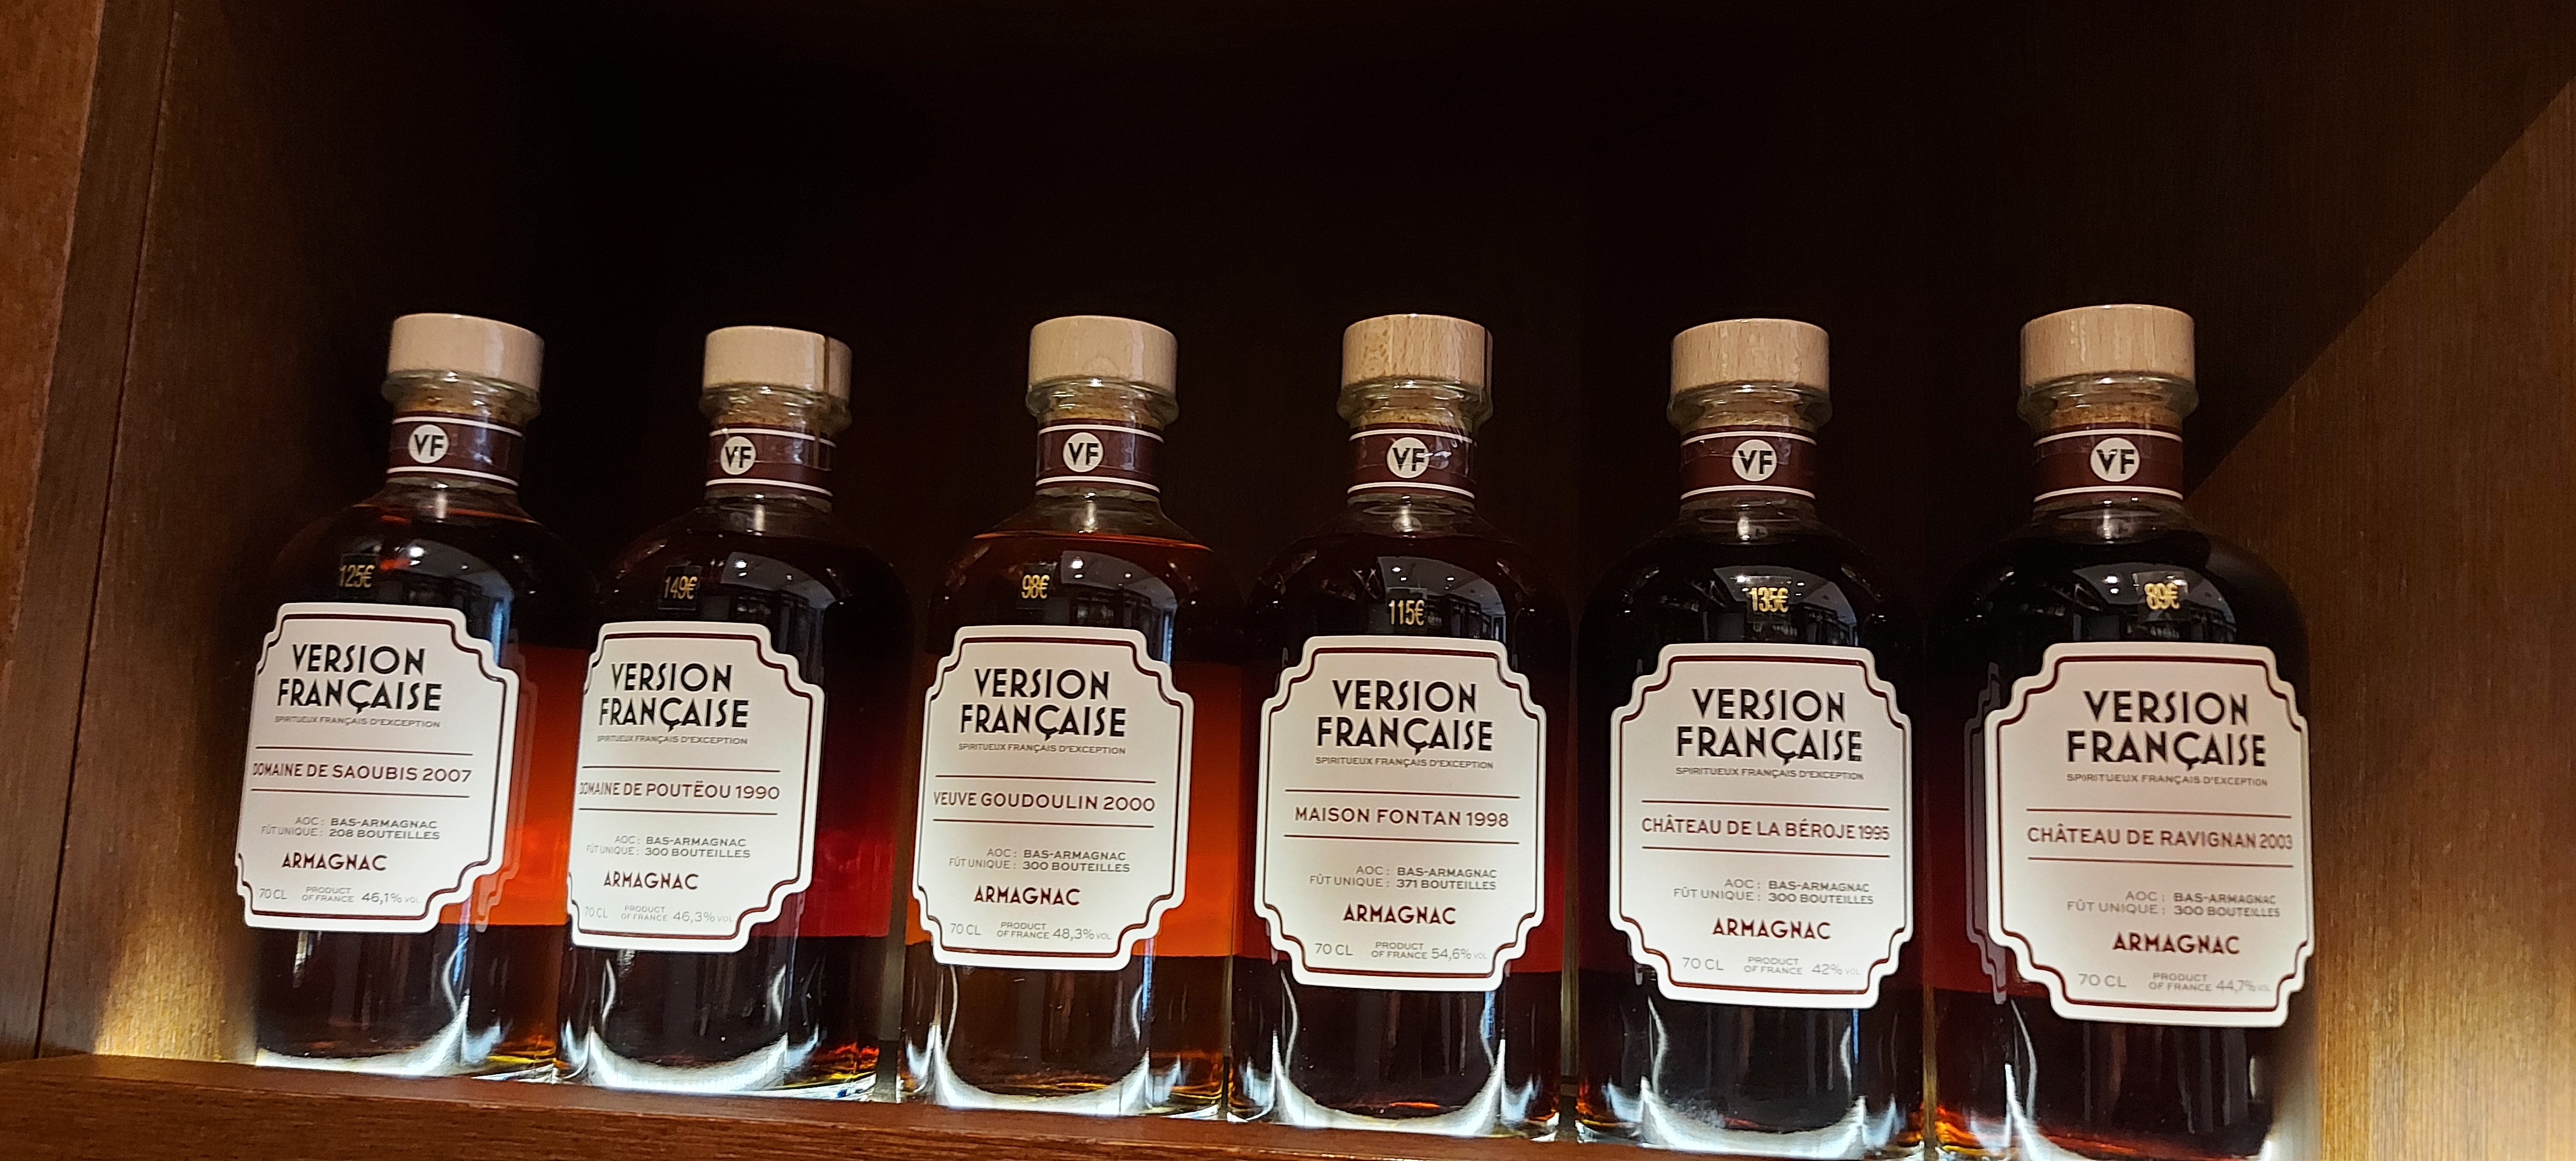 VF
125€
VERSION
FRANÇAISE
SPIRITUEUX FRANÇAIS D'EXCEPTION
DOMAINE DE SAOUBIS 2007
AOC : BAS-ARMAGNAC
FÛT UNIQUE : 208 BOUTEILLES
ARMAGNAC
70 CL PRODUCT OF FRANCE 46,1% VOL
VF
149€
VERSION
FRANÇAISE
SPIRITUEUX FRANÇAIS D'EXCEPTION
DOMAINE DE POUTËOU 1990
AOC : BAS-ARMAGNAC
FÛT UNIQUE : 300 BOUTEILLES
ARMAGNAC
70 CL PRODUCT OF FRANCE 46,3% VOL
VF
98€
VERSION
FRANÇAISE
SPIRITUEUX FRANÇAIS D'EXCEPTION
VEUVE GOUDOULIN 2000
AOC : BAS-ARMAGNAC
FÛT UNIQUE : 300 BOUTEILLES
ARMAGNAC
70 CL PRODUCT OF FRANCE 48,3% VOL
VF
115€
VERSION
FRANÇAISE
SPIRITUEUX FRANÇAIS D'EXCEPTION
MAISON FONTAN 1998
AOC : BAS-ARMAGNAC
FÛT UNIQUE : 371 BOUTEILLES
ARMAGNAC
70 CL PRODUCT OF FRANCE 54,6% VOL
VF
135€
VERSION
FRANÇAISE
SPIRITUEUX FRANÇAIS D'EXCEPTION
CHÂTEAU DE LA BÉROJE 1995
AOC : BAS-ARMAGNAC
FÛT UNIQUE : 300 BOUTEILLES
ARMAGNAC
70 CL PRODUCT OF FRANCE 42% VOL
VF
89€
VERSION
FRANÇAISE
SPIRITUEUX FRANÇAIS D'EXCEPTION
CHÂTEAU DE RAVIGNAN 2003
AOC : BAS-ARMAGNAC
FÛT UNIQUE : 300 BOUTEILLES
ARMAGNAC
70 CL PRODUCT OF FRANCE 44,7% VOL